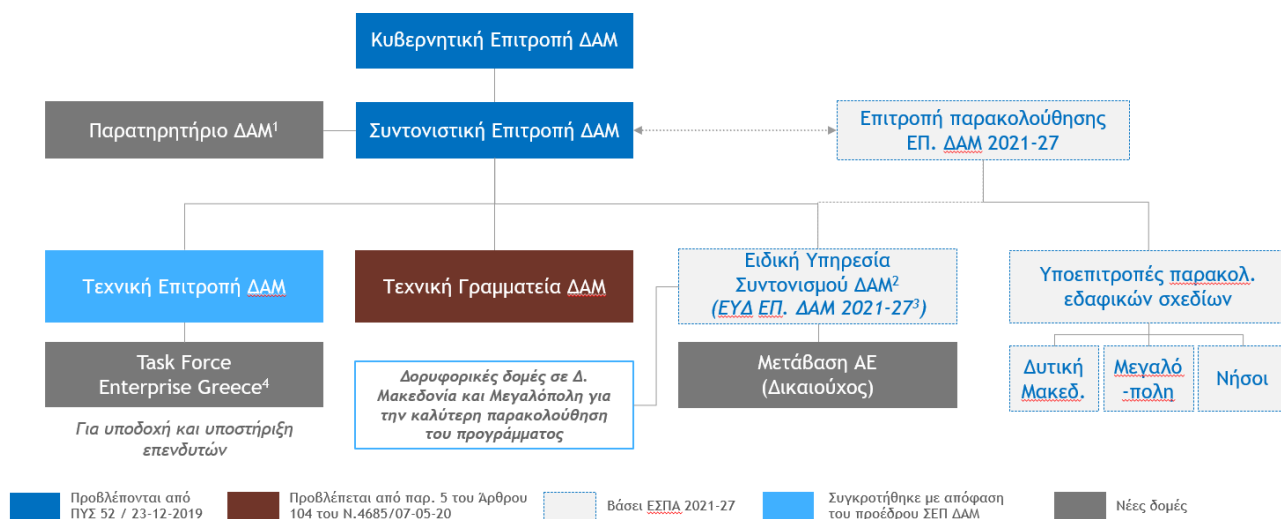 Κυβερνητική Επιτροπή ΔΑΜ
Παρατηρητήριο ΔΑΜ¹
Συντονιστική Επιτροπή ΔΑΜ
Επιτροπή παρακολούθησης
ΕΠ. ΔΑΜ 2021-27
Τεχνική Επιτροπή ΔΑΜ
Τεχνική Γραμματεία ΔΑΜ
Ειδική Υπηρεσία
Συντονισμού ΔΑΜ²
(ΕΥΔ ΕΠ. ΔΑΜ 2021-27³)
Υποεπιτροπές παρακολ.
εδαφικών σχεδίων
Task Force
Enterprise Greece⁴
Για υποδοχή και υποστήριξη
επενδυτών
Δορυφορικές δομές σε Δ.
Μακεδονία και Μεγαλόπολη για
την καλύτερη παρακολούθηση
του προγράμματος
Μετάβαση ΑΕ
(Δικαιούχος)
Δυτική
Μακεδ.
Μεγαλό
-πολη
Νήσοι
Προβλέπονται από
ΠΥΣ 52 / 23-12-2019
Προβλέπεται από παρ. 5 του Άρθρου
104 του Ν.4685/07-05-20
Βάσει ΕΣΠΑ 2021-27
Συγκροτήθηκε με απόφαση
του προέδρου ΣΕΠ ΔΑΜ
Νέες δομές